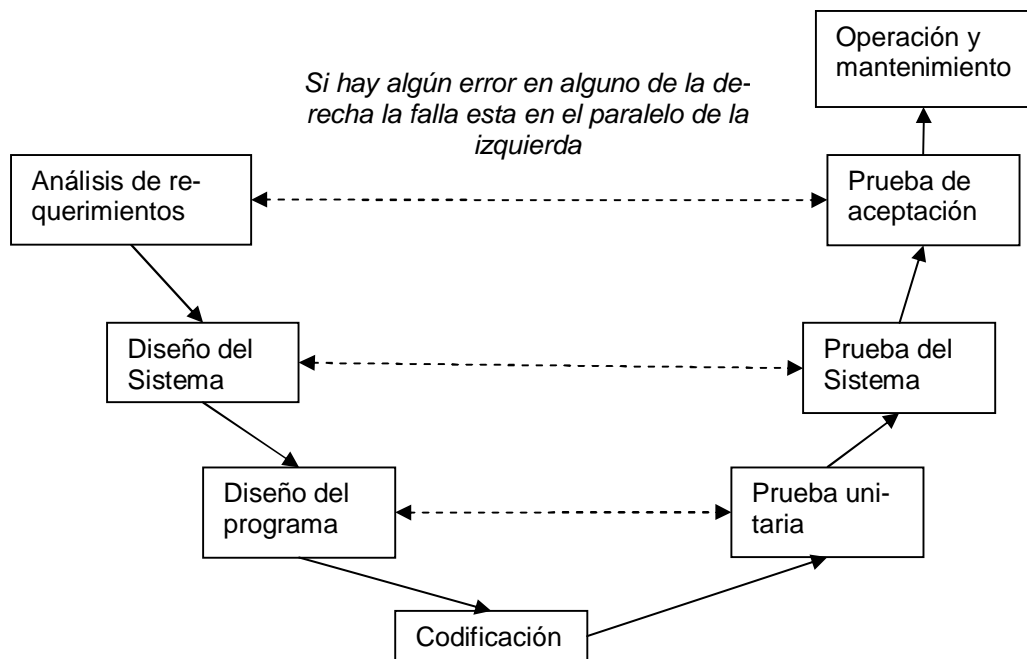 Operación y
mantenimiento
Si hay algún error en alguno de la de-
recha la falla esta en el paralelo de la
izquierda
Análisis de re-
querimientos
Prueba de
aceptación
Diseño del
Sistema
Prueba del
Sistema
Diseño del
programa
Prueba uni-
taria
Codificación